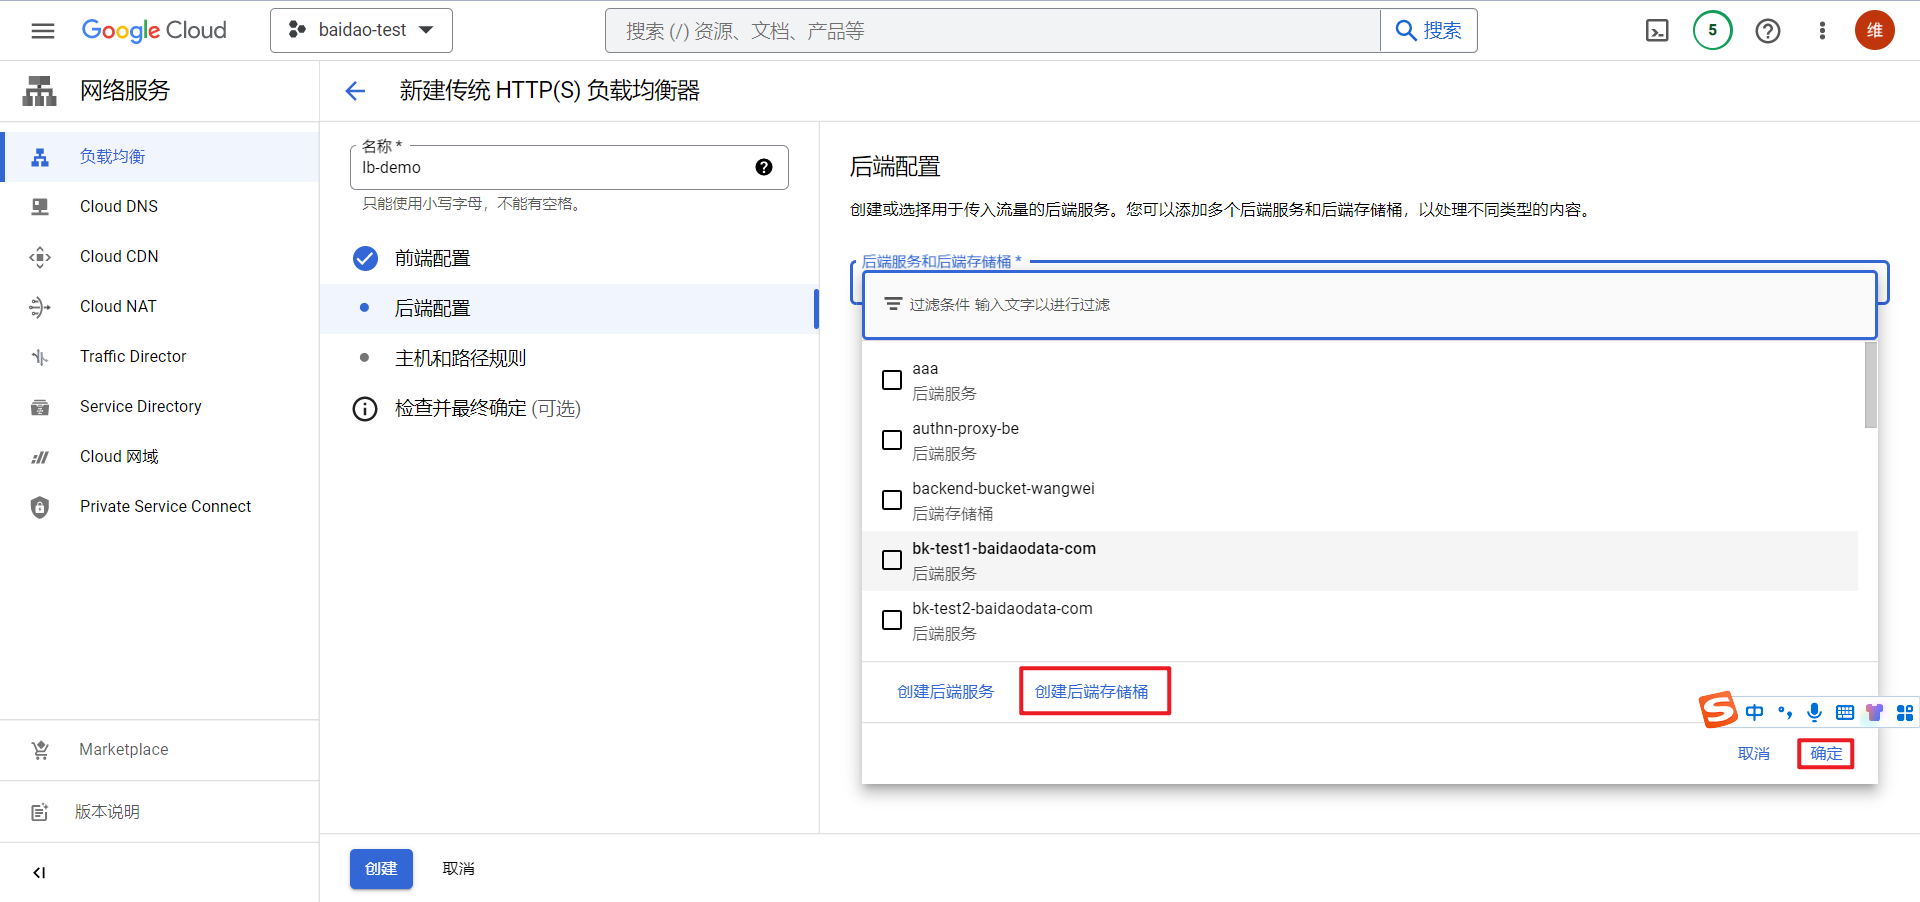 Google Cloud
baidao-test
搜索 (/) 资源、文档、产品等
搜索
5
维
网络服务
新建传统 HTTP(S) 负载均衡器
负载均衡
Cloud DNS
Cloud CDN
Cloud NAT
Traffic Director
Service Directory
Cloud 网域
Private Service Connect
Marketplace
版本说明
名称 *
lb-demo
只能使用小写字母，不能有空格。
前端配置
后端配置
主机和路径规则
检查并最终确定 (可选)
后端配置
创建或选择用于传入流量的后端服务。您可以添加多个后端服务和后端存储桶，以处理不同类型的内容。
后端服务和后端存储桶 *
过滤条件 输入文字以进行过滤
aaa
后端服务
authn-proxy-be
后端服务
backend-bucket-wangwei
后端存储桶
bk-test1-baidaodata-com
后端服务
bk-test2-baidaodata-com
后端服务
创建后端服务
创建后端存储桶
中
取消
确定
创建
取消